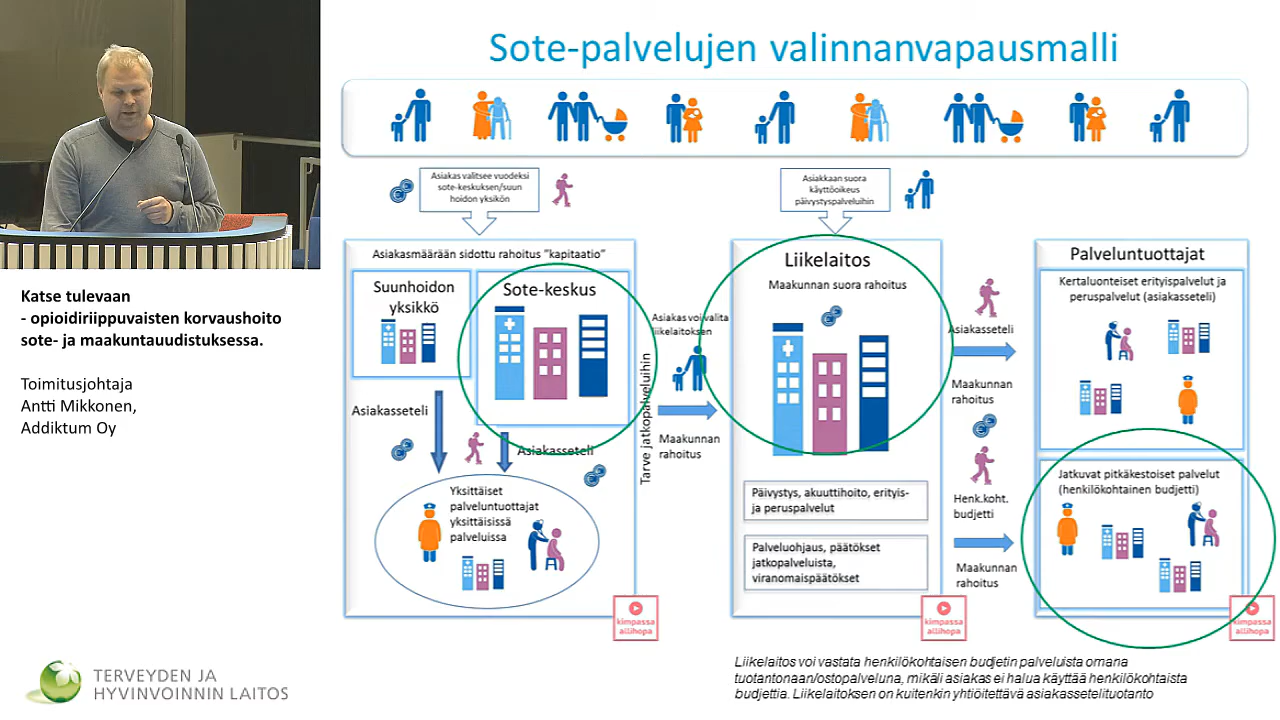 Sote-palvelujen valinnanvapausmalli
Asiakas valitsee vuodeksi
sote-keskuksen/suun
hoidon yksikön
Asiakkaan suora
käyttöoikeus
päivystyspalveluihin
Asiakasmäärään sidottu rahoitus "kapitaatio"
Suunhoidon
yksikkö
Sote-keskus
Asiakasseteli
Asiakasseteli
Yksittäiset
palveluntuottajat
yksittäisissä
palveluissa
kimpassa
allihopa
Tarve jatkopalveluihin
Asiakas voi valita
liikelaitoksen
Maakunnan
rahoitus
Liikelaitos
Maakunnan suora rahoitus
Päivystys, akuuttihoito, erityis-
ja peruspalvelut
Palveluohjaus, päätökset
jatkopalveluista,
viranomaispäätökset
kimpassa
allihopa
Asiakasseteli
Maakunnan
rahoitus
Henk.koht.
budjetti
Maakunnan
rahoitus
Palveluntuottajat
Kertaluonteiset erityispalvelut ja
peruspalvelut (asiakasseteli)
Jatkuvat pitkäkestoiset palvelut
(henkilökohtainen budjetti)
kimpassa
allihopa
Liikelaitos voi vastata henkilökohtaisen budjetin palveluista omana
tuotantonaan/ostopalveluna, mikäli asiakas ei halua käyttää henkilökohtaista
budjettia. Liikelaitoksen on kuitenkin yhtiöitettävä asiakassetelituotanto
Katse tulevaan
- opioidiriippuvaisten korvaushoito
sote- ja maakuntauudistuksessa.
Toimitusjohtaja
Antti Mikkonen,
Addiktum Oy
TERVEYDEN JA
HYVINVOINNIN LAITOS